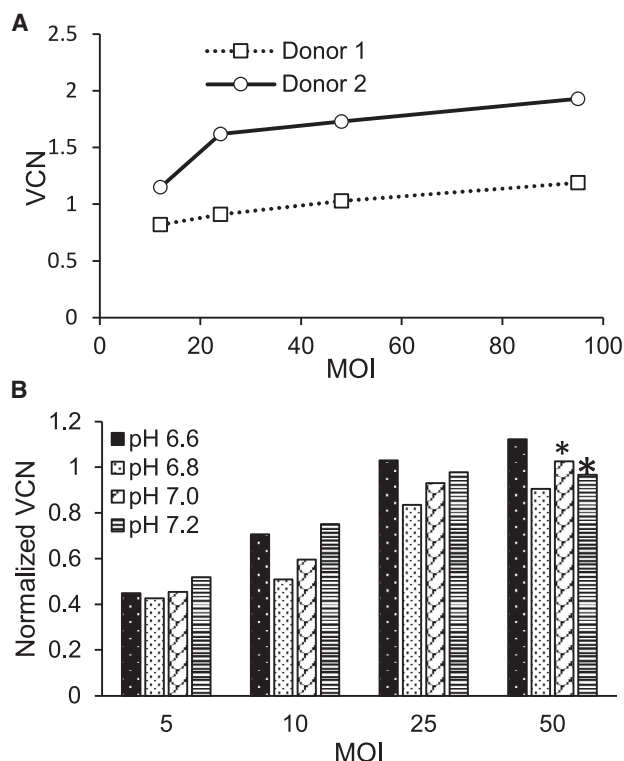 A
2.5
2
1.5
1
0.5
0
VCN
Donor 1
Donor 2
0 20 40 60 80 100
MOI
B
1.2
1
0.8
0.6
0.4
0.2
0
Normalized VCN
pH 6.6
pH 6.8
pH 7.0
pH 7.2
* *
5 10 25 50
MOI